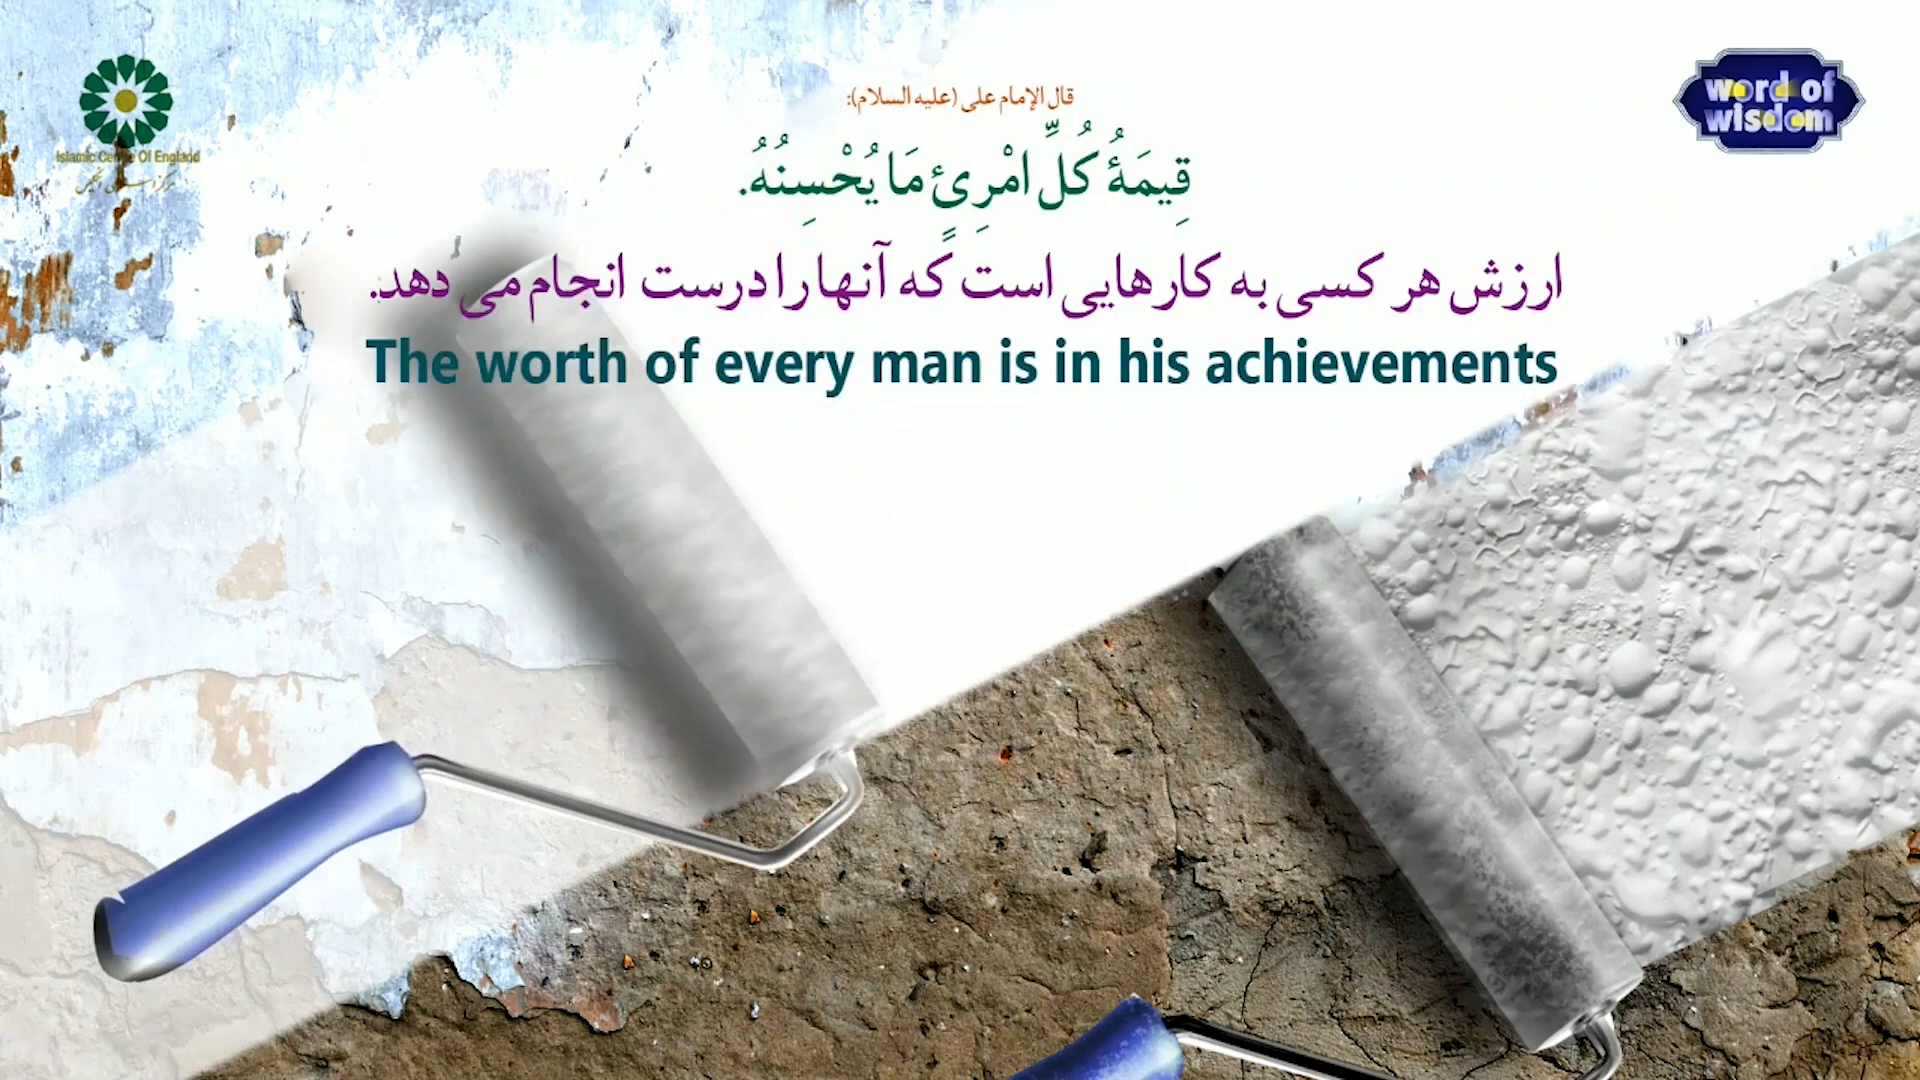 Islamic Centre Of England
word of
wisdom
قال الإمام علی (علیه السلام):
قِيمَةُ كُلِّ امْرِئٍ مَا يُحْسِنُهُ.
ارزش هر کسی به کارهایی است که آنها را درست انجام می دهد.
The worth of every man is in his achievements